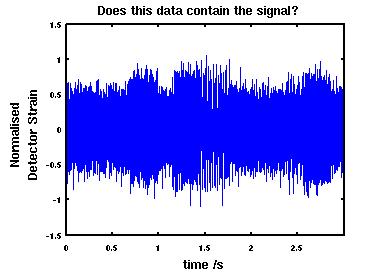 Does this data contain the signal?
1.5
1
0.5
0
-0.5
-1
-1.5
Normalised
Detector Strain
0 0.5 1 1.5 2 2.5
time /s